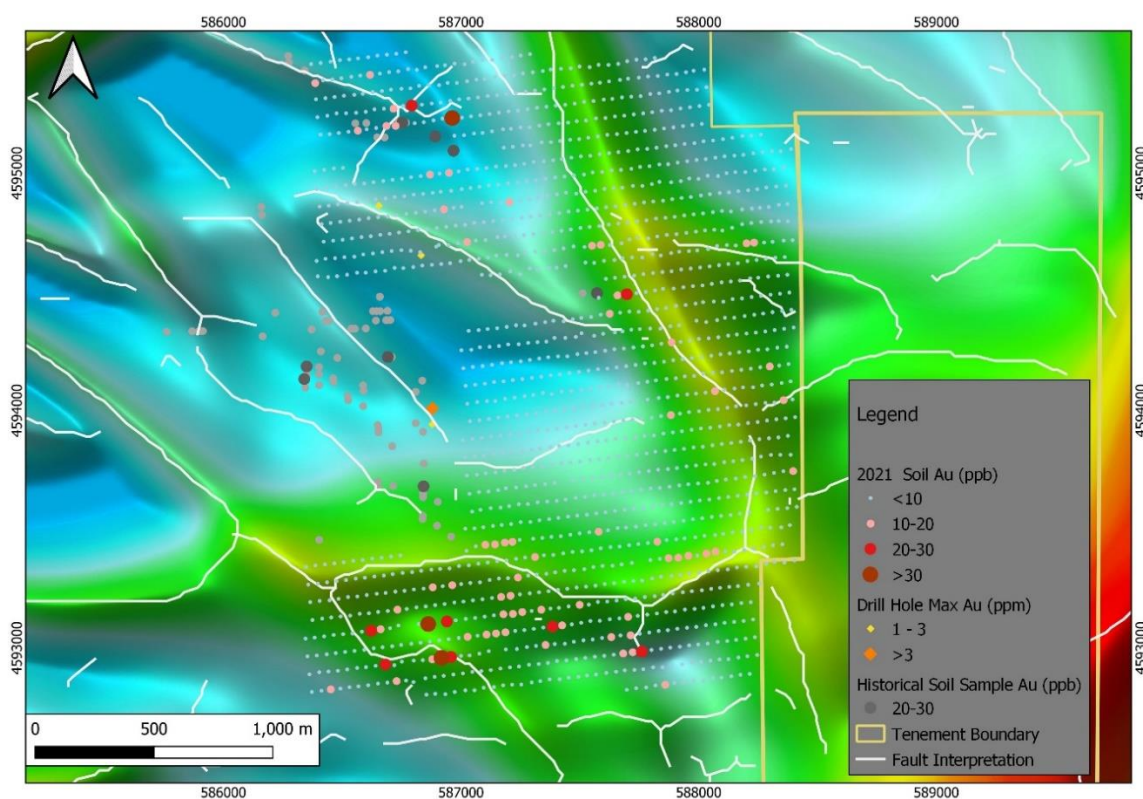 586000 587000 588000 589000
4595000 4595000
4594000 4594000
4593000 4593000
Legend
2021 Soil Au (ppb)
<10
10-20
20-30
>30
Drill Hole Max Au (ppm)
1 - 3
>3
Historical Soil Sample Au (ppb)
20-30
Tenement Boundary
Fault Interpretation
0 500 1,000 m
586000 587000 588000 589000